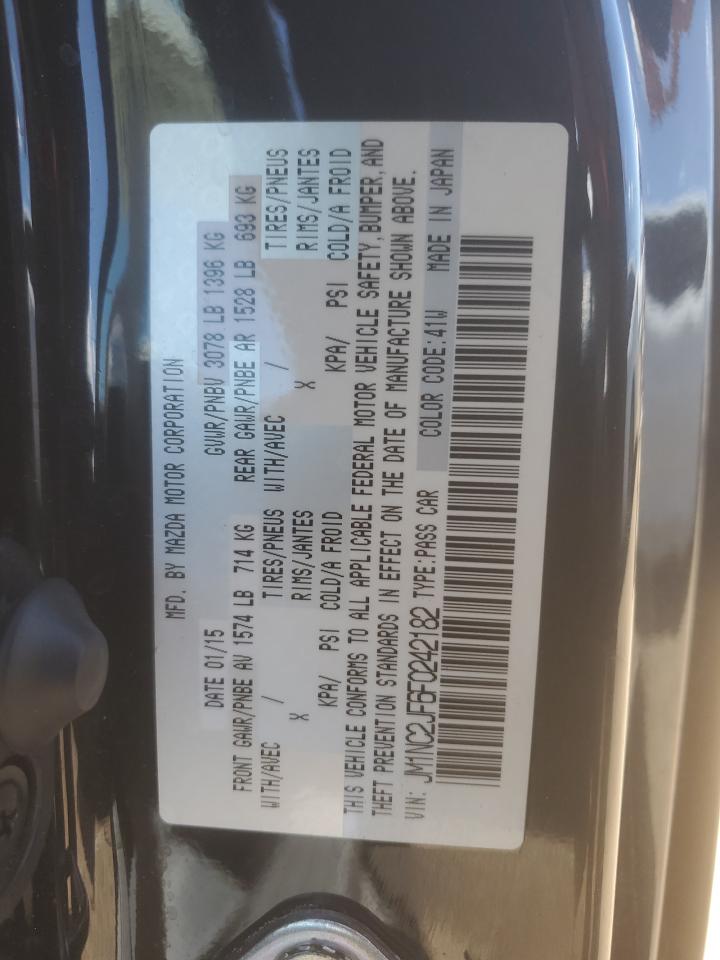 MFD. BY MAZDA MOTOR CORPORATION
DATE 01/15 GVWR/PNBV 3078 LB 1396 KG
FRONT GAWR/PNBE AV 1574 LB 714 KG REAR GAWR/PNBE AR 1528 LB 693 KG
WITH/AVEC / TIRES/PNEUS WITH/AVEC / TIRES/PNEUS
X RIMS/JANTES X RIMS/JANTES
KPA/ PSI COLD/A FROID KPA/ PSI COLD/A FROID
THIS VEHICLE CONFORMS TO ALL APPLICABLE FEDERAL MOTOR VEHICLE SAFETY, BUMPER, AND
THEFT PREVENTION STANDARDS IN EFFECT ON THE DATE OF MANUFACTURE SHOWN ABOVE.
VIN: JM1NC2JF6F0242182 TYPE:PASS CAR COLOR CODE:41W MADE IN JAPAN